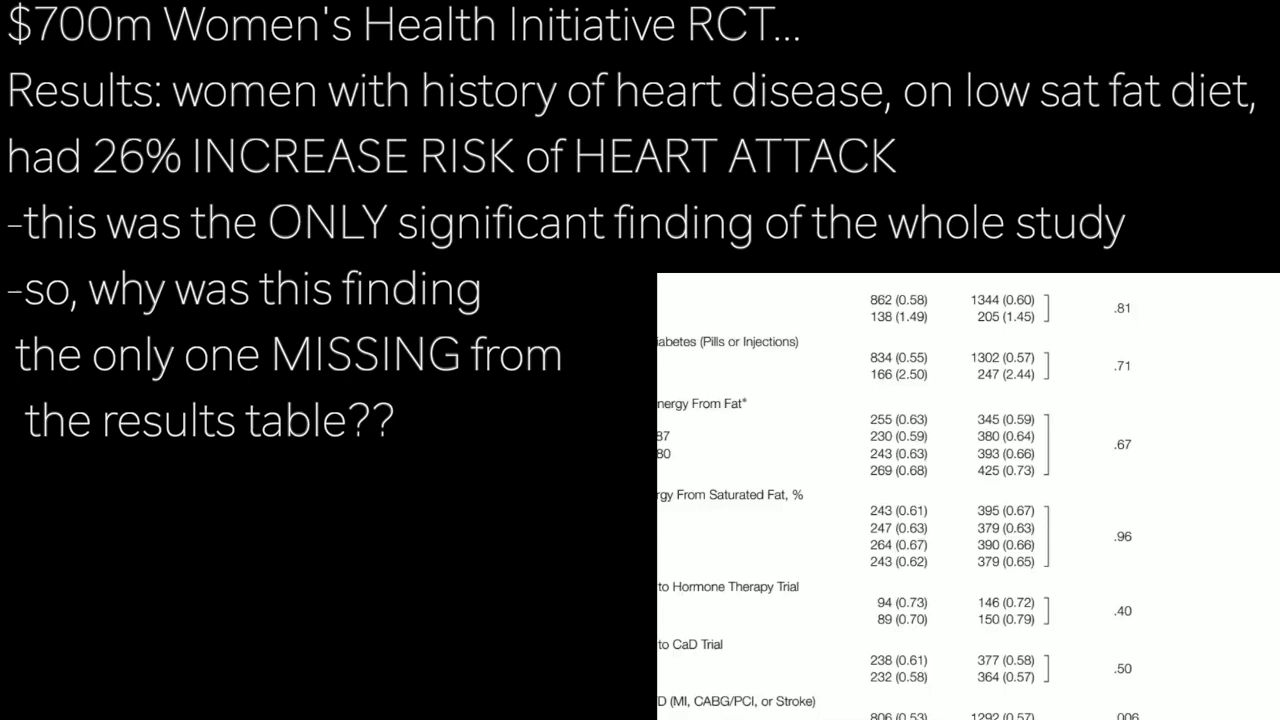 $700m Women's Health Initiative RCT...
Results: women with history of heart disease, on low sat fat diet,
had 26% INCREASE RISK of HEART ATTACK
-this was the ONLY significant finding of the whole study
-so, why was this finding
the only one MISSING from
the results table??
862 (0.58) 1344 (0.60) .81
138 (1.49) 205 (1.45)
iabetes (Pills or Injections)
834 (0.55) 1302 (0.57) .71
166 (2.50) 247 (2.44)
nergy From Fat*
255 (0.63) 345 (0.59)
87 230 (0.59) 380 (0.64) .67
80 243 (0.63) 393 (0.66)
269 (0.68) 425 (0.73)
rgy From Saturated Fat, %
243 (0.61) 395 (0.67)
247 (0.63) 379 (0.63) .96
264 (0.67) 390 (0.66)
243 (0.62) 379 (0.65)
to Hormone Therapy Trial
94 (0.73) 146 (0.72) .40
89 (0.70) 150 (0.79)
to CaD Trial
238 (0.61) 377 (0.58) .50
232 (0.58) 364 (0.57)
D (MI, CABG/PCI, or Stroke)
806 (0.53) 1292 (0.57) .006